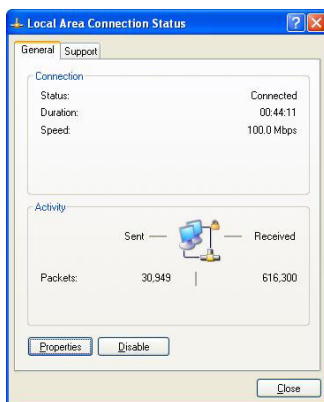 Local Area Connection Status
General Support
Connection
Status: Connected
Duration: 00:44:11
Speed: 100.0 Mbps
Activity
Sent Received
Packets: 30,949 616,300
Properties Disable
Close